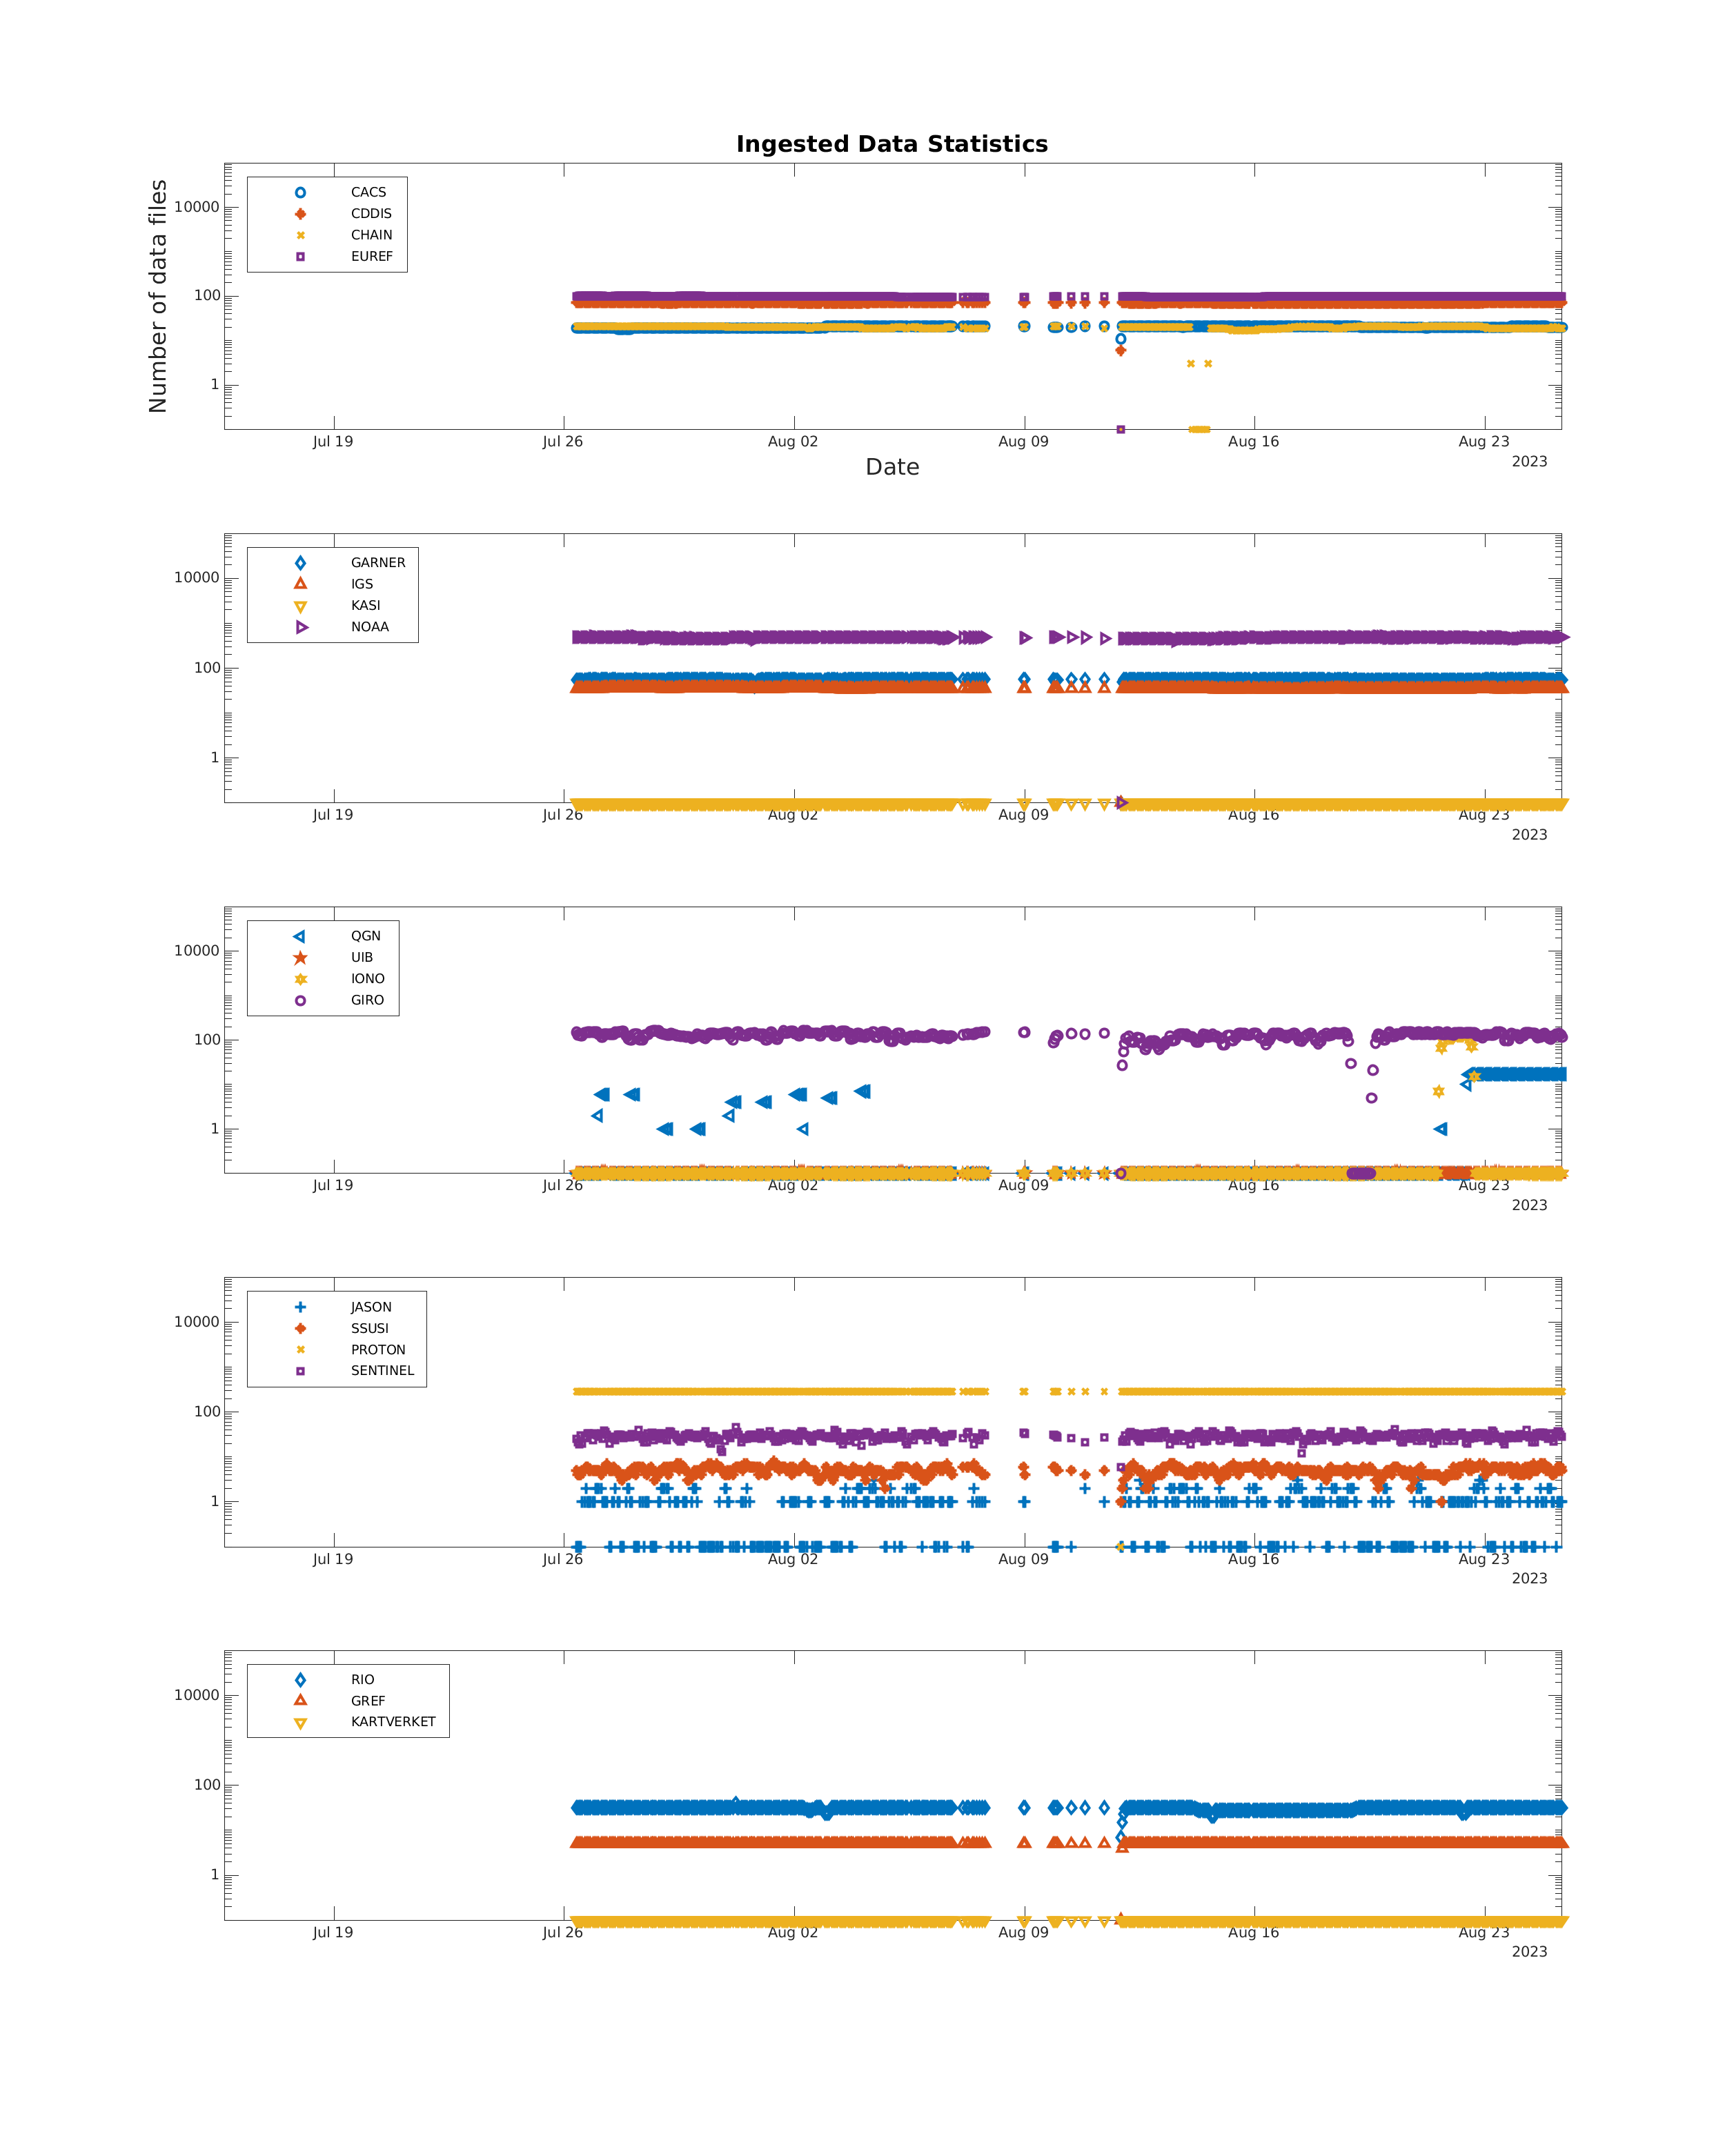 Ingested Data Statistics
Number of data files
10000
100
1
CACS
CDDIS
CHAIN
EUREF
Jul 19
Jul 26
Aug 02
Aug 09
Aug 16
Aug 23
2023
Date
10000
100
1
GARNER
IGS
KASI
NOAA
Jul 19
Jul 26
Aug 02
Aug 09
Aug 16
Aug 23
2023
10000
100
1
QGN
UIB
IONO
GIRO
Jul 19
Jul 26
Aug 02
Aug 09
Aug 16
Aug 23
2023
10000
100
1
JASON
SSUSI
PROTON
SENTINEL
Jul 19
Jul 26
Aug 02
Aug 09
Aug 16
Aug 23
2023
10000
100
1
RIO
GREF
KARTVERKET
Jul 19
Jul 26
Aug 02
Aug 09
Aug 16
Aug 23
2023